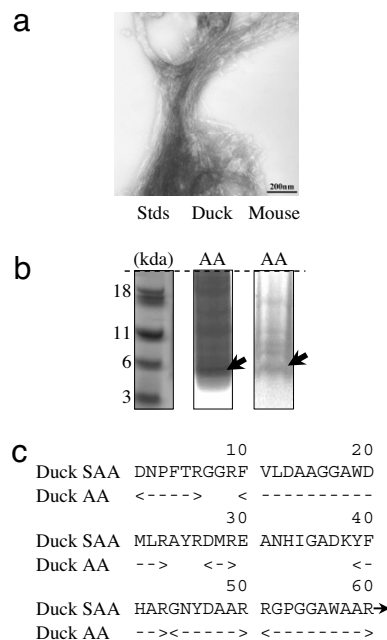 a
200nm
Stds Duck Mouse
b
(kda) AA AA
18
11
6
3
c
10 20
Duck SAA DNPFTRGGRF VLDAAGGAWD
Duck AA <----> <- ----------
30 40
Duck SAA MLRAYRDMRE ANHIGADKYF
Duck AA --> <-> <-
50 60
Duck SAA HARGNYDAAR RGPGGAWAAR→
Duck AA --><------ ---------->